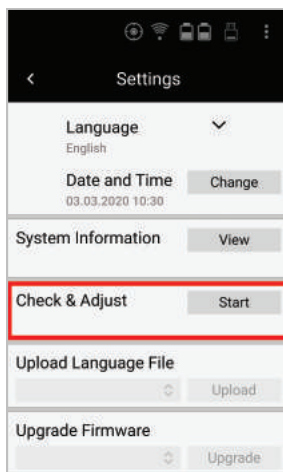 Settings
Language
English
Date and Time Change
03.03.2020 10:30
System Information View
Check & Adjust Start
Upload Language File
Upload
Upgrade Firmware
Upgrade